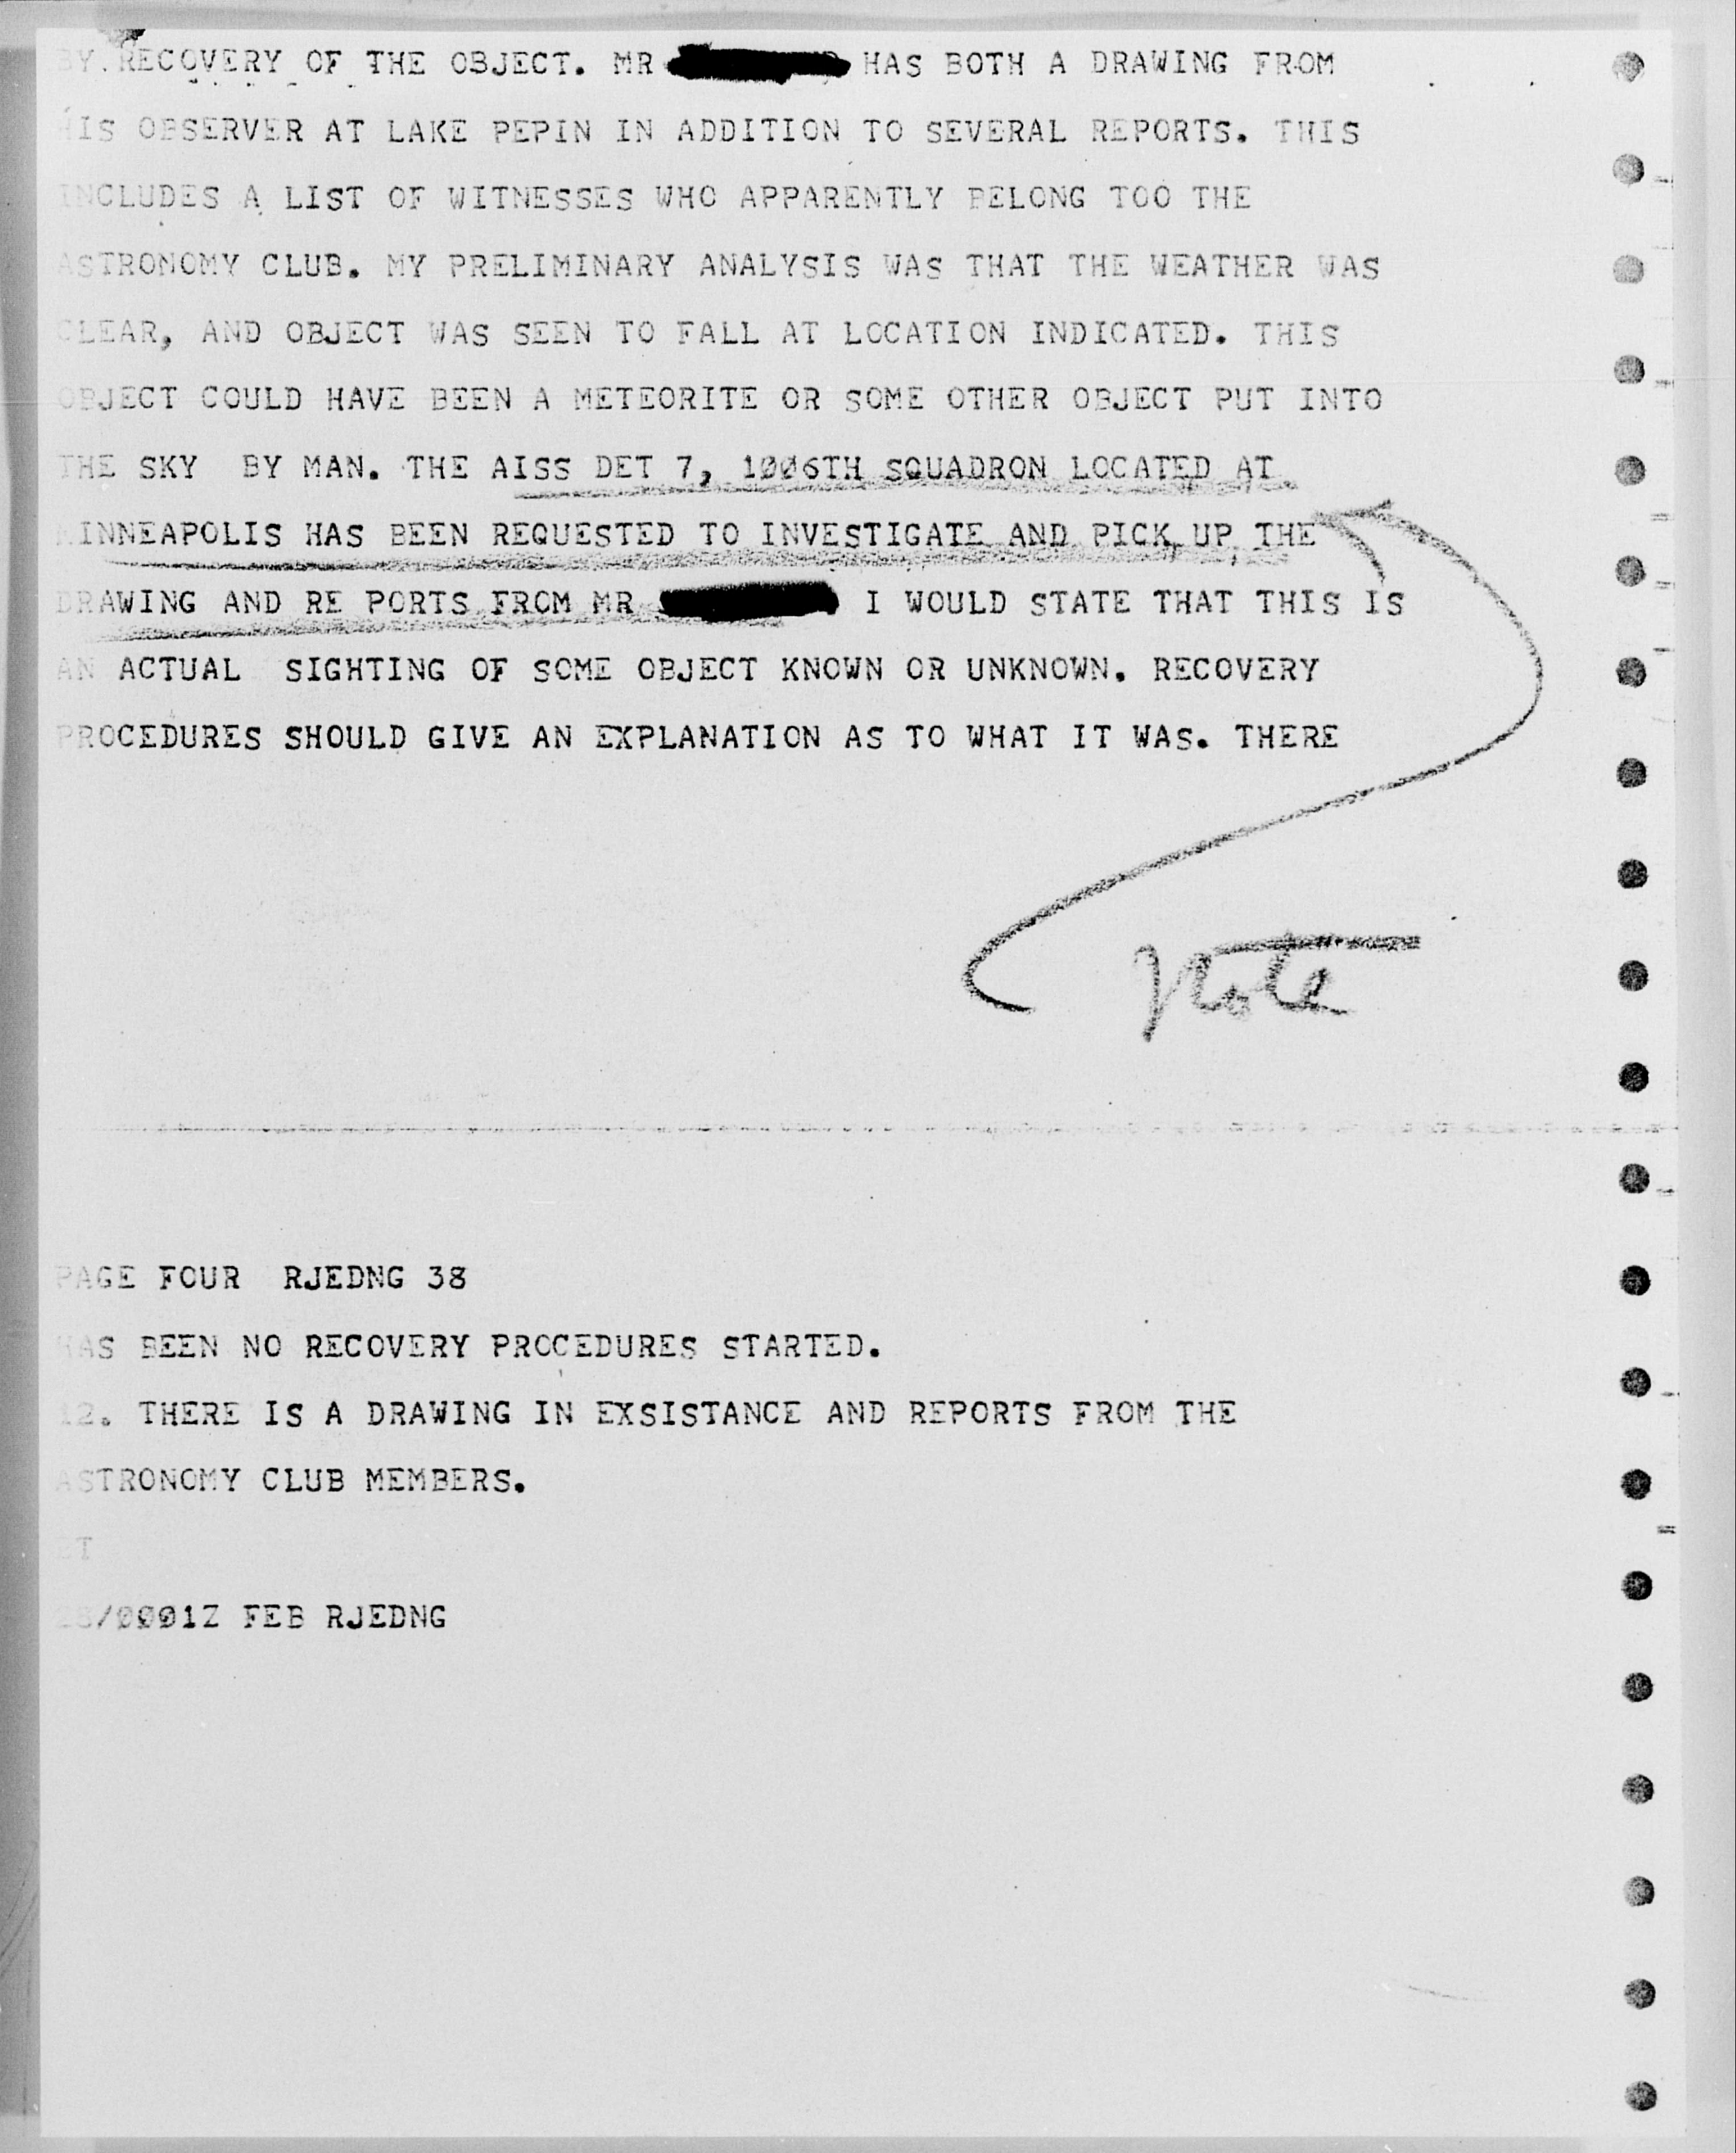 BY RECOVERY OF THE OBJECT. MR HAS BOTH A DRAWING FROM
HIS OBSERVER AT LAKE PEPIN IN ADDITION TO SEVERAL REPORTS. THIS
INCLUDES A LIST OF WITNESSES WHO APPARENTLY BELONG TOO THE
ASTRONOMY CLUB. MY PRELIMINARY ANALYSIS WAS THAT THE WEATHER WAS
CLEAR, AND OBJECT WAS SEEN TO FALL AT LOCATION INDICATED. THIS
OBJECT COULD HAVE BEEN A METEORITE OR SOME OTHER OBJECT PUT INTO
THE SKY BY MAN. THE AISS DET 7, 1006TH SQUADRON LOCATED AT
MINNEAPOLIS HAS BEEN REQUESTED TO INVESTIGATE AND PICK UP THE
DRAWING AND RE PORTS FROM MR I WOULD STATE THAT THIS IS
AN ACTUAL SIGHTING OF SOME OBJECT KNOWN OR UNKNOWN. RECOVERY
PROCEDURES SHOULD GIVE AN EXPLANATION AS TO WHAT IT WAS. THERE
Note
PAGE FOUR RJEDNG 38
HAS BEEN NO RECOVERY PROCEDURES STARTED.
12. THERE IS A DRAWING IN EXSISTANCE AND REPORTS FROM THE
ASTRONOMY CLUB MEMBERS.
BT
28/0001Z FEB RJEDNG